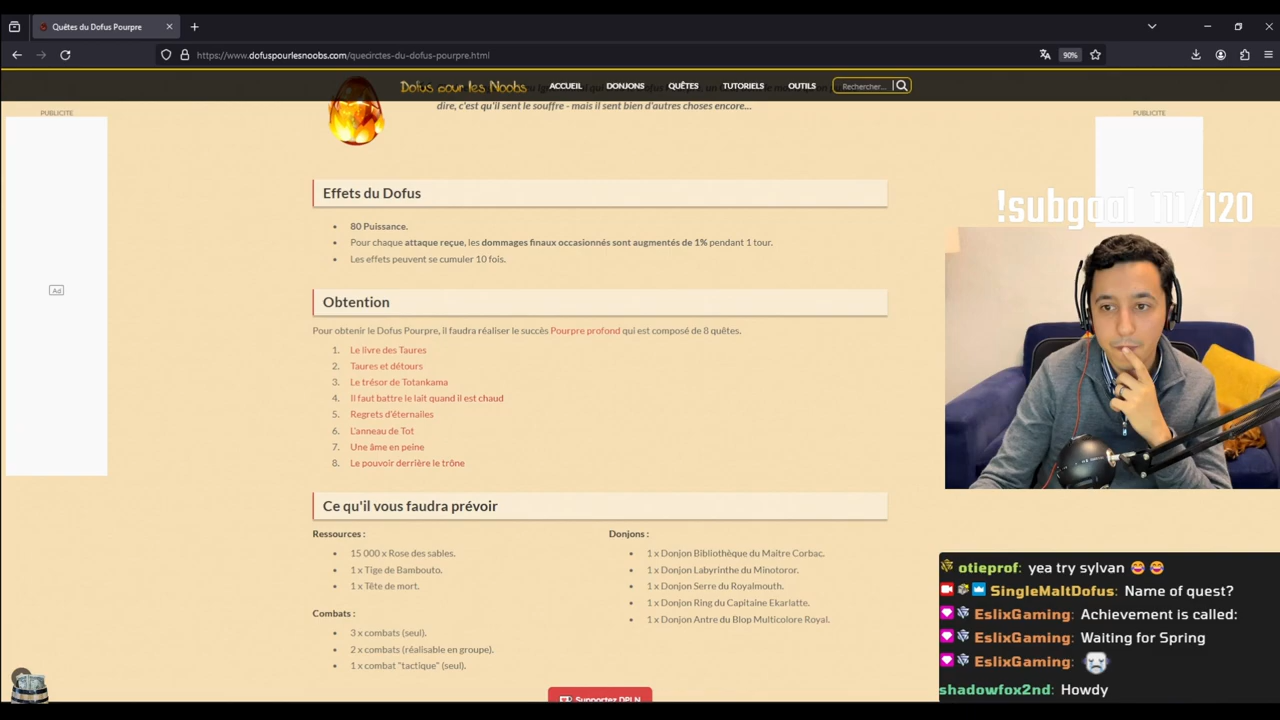 Quêtes du Dofus Pourpre
https://www.dofuspourlesnoobs.com/quecirctes-du-dofus-pourpre.html
90%
Dofus pour les Noobs
ACCUEIL
DONJONS
QUÊTES
TUTORIELS
OUTILS
Rechercher...
dire, c'est qu'il sent le souffre - mais il sent bien d'autres choses encore...
PUBLICITÉ
PUBLICITÉ
Ad
!subgoal 111/120
Effets du Dofus
80 Puissance.
Pour chaque attaque reçue, les dommages finaux occasionnés sont augmentés de 1% pendant 1 tour.
Les effets peuvent se cumuler 10 fois.
Obtention
Pour obtenir le Dofus Pourpre, il faudra réaliser le succès Pourpre profond qui est composé de 8 quêtes.
1. Le livre des Taures
2. Taures et détours
3. Le trésor de Totankama
4. Il faut battre le lait quand il est chaud
5. Regrets d'éternailes
6. L'anneau de Tot
7. Une âme en peine
8. Le pouvoir derrière le trône
Ce qu'il vous faudra prévoir
Ressources :
15 000 x Rose des sables.
1 x Tige de Bambouto.
1 x Tête de mort.
Combats :
3 x combats (seul).
2 x combats (réalisable en groupe).
1 x combat "tactique" (seul).
Donjons :
1 x Donjon Bibliothèque du Maître Corbac.
1 x Donjon Labyrinthe du Minotoror.
1 x Donjon Serre du Royalmouth.
1 x Donjon Ring du Capitaine Ekarlatte.
1 x Donjon Antre du Blop Multicolore Royal.
Supportez DPLN
otieprof: yea try sylvan
SingleMaltDofus: Name of quest?
EslixGaming: Achievement is called:
EslixGaming: Waiting for Spring
EslixGaming:
shadowfox2nd: Howdy